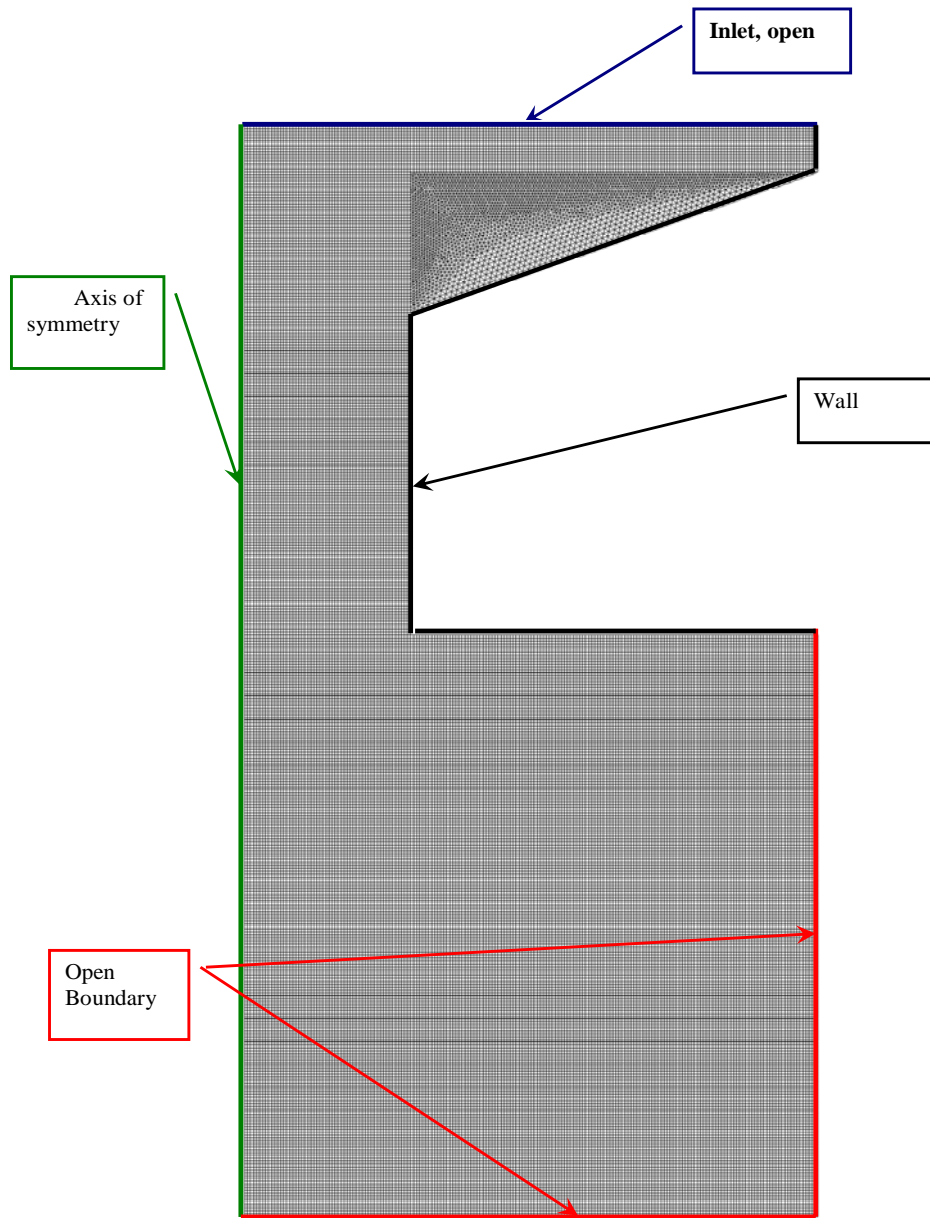 Inlet, open
Axis of
symmetry
Wall
Open
Boundary